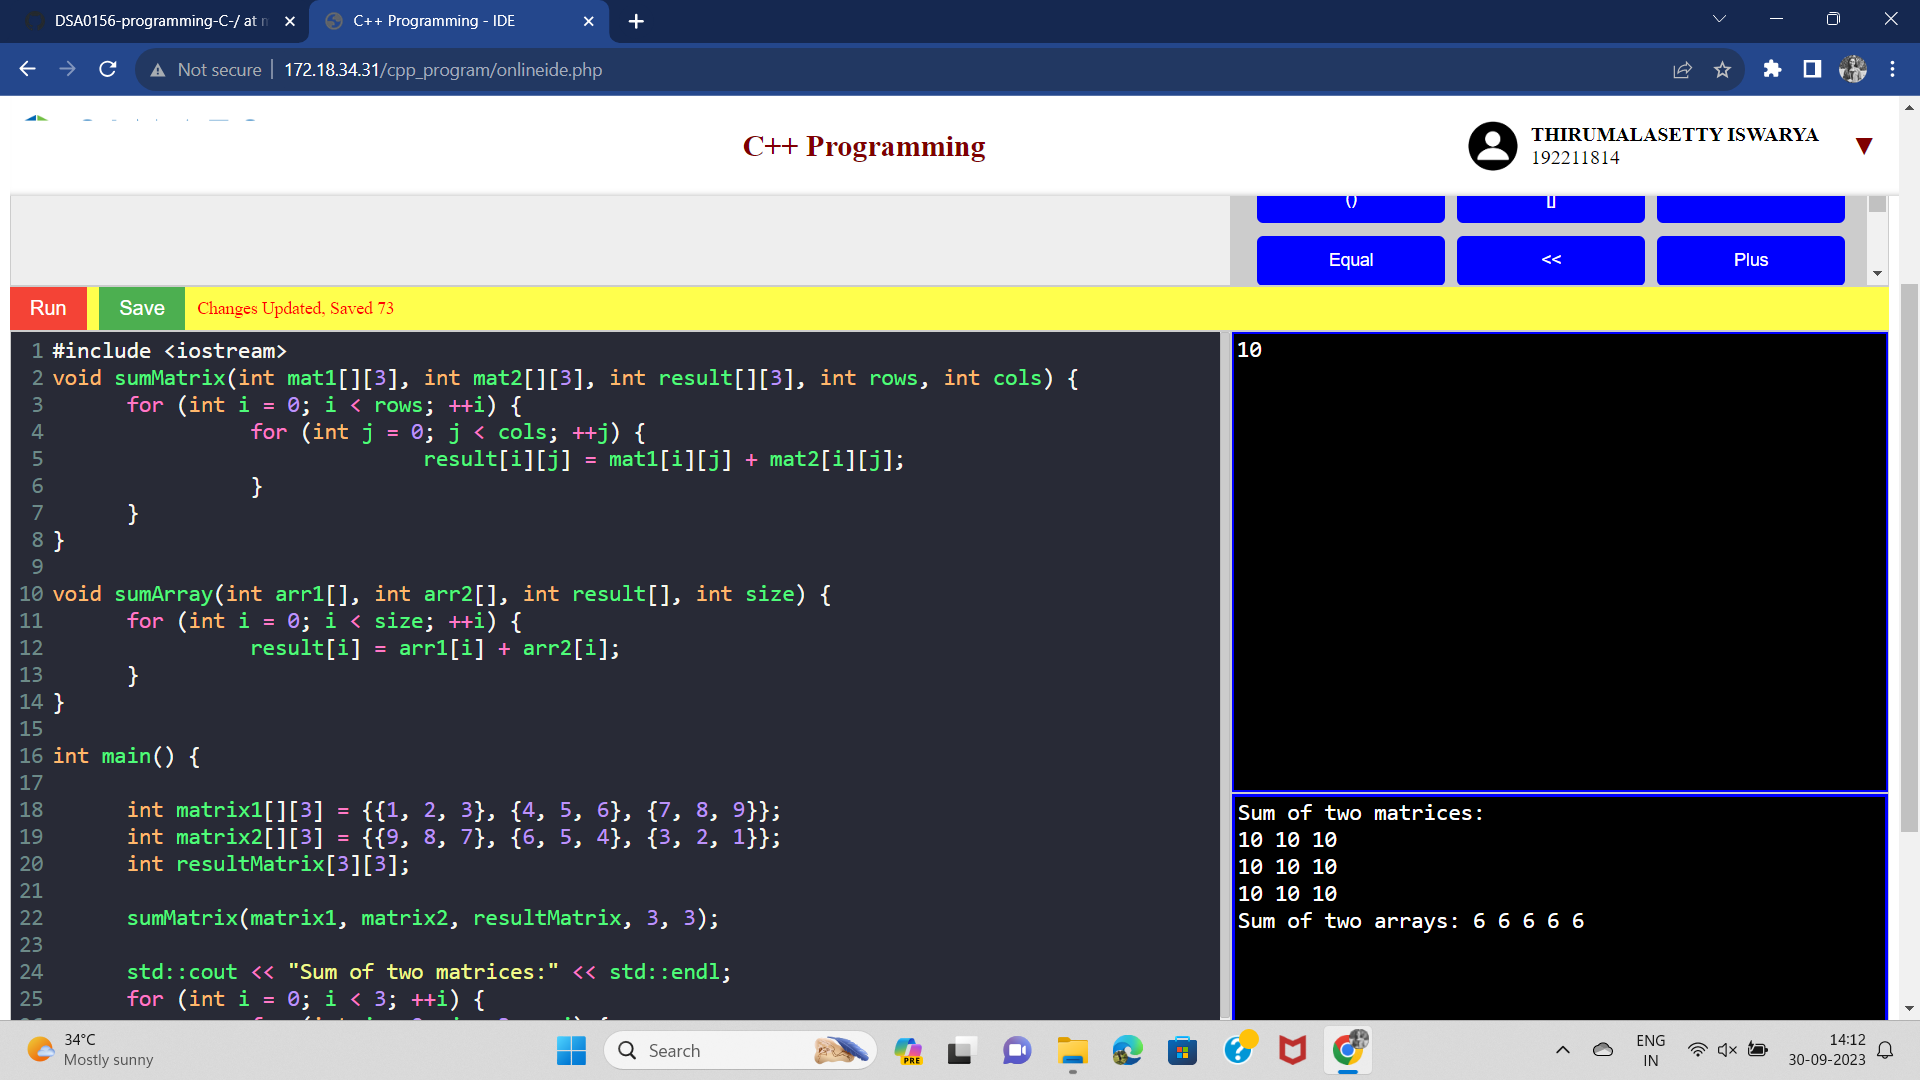 DSA0156-programming-C-/ at m
C++ Programming - IDE
Not secure
172.18.34.31/cpp_program/onlineide.php
C++ Programming
THIRUMALASETTY ISWARYA
192211814
() []
Equal << Plus
Run Save Changes Updated, Saved 73
1 #include <iostream>
2 void sumMatrix(int mat1[][3], int mat2[][3], int result[][3], int rows, int cols) {
3 for (int i = 0; i < rows; ++i) {
4 for (int j = 0; j < cols; ++j) {
5 result[i][j] = mat1[i][j] + mat2[i][j];
6 }
7 }
8 }
9
10 void sumArray(int arr1[], int arr2[], int result[], int size) {
11 for (int i = 0; i < size; ++i) {
12 result[i] = arr1[i] + arr2[i];
13 }
14 }
15
16 int main() {
17
18 int matrix1[][3] = {{1, 2, 3}, {4, 5, 6}, {7, 8, 9}};
19 int matrix2[][3] = {{9, 8, 7}, {6, 5, 4}, {3, 2, 1}};
20 int resultMatrix[3][3];
21
22 sumMatrix(matrix1, matrix2, resultMatrix, 3, 3);
23
24 std::cout << "Sum of two matrices:" << std::endl;
25 for (int i = 0; i < 3; ++i) {
10
Sum of two matrices:
10 10 10
10 10 10
10 10 10
Sum of two arrays: 6 6 6 6 6
34°C
Mostly sunny
Search
PRE
ENG
IN
14:12
30-09-2023